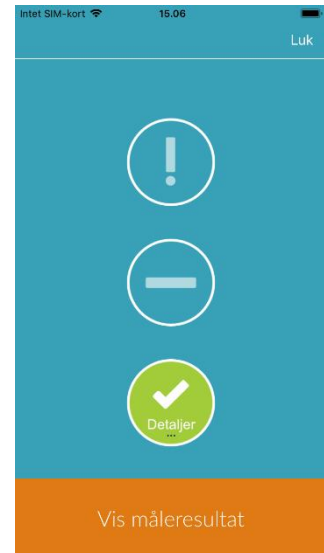 Intet SIM-kort 15.06
Luk
Detaljer
...
Vis måleresultat